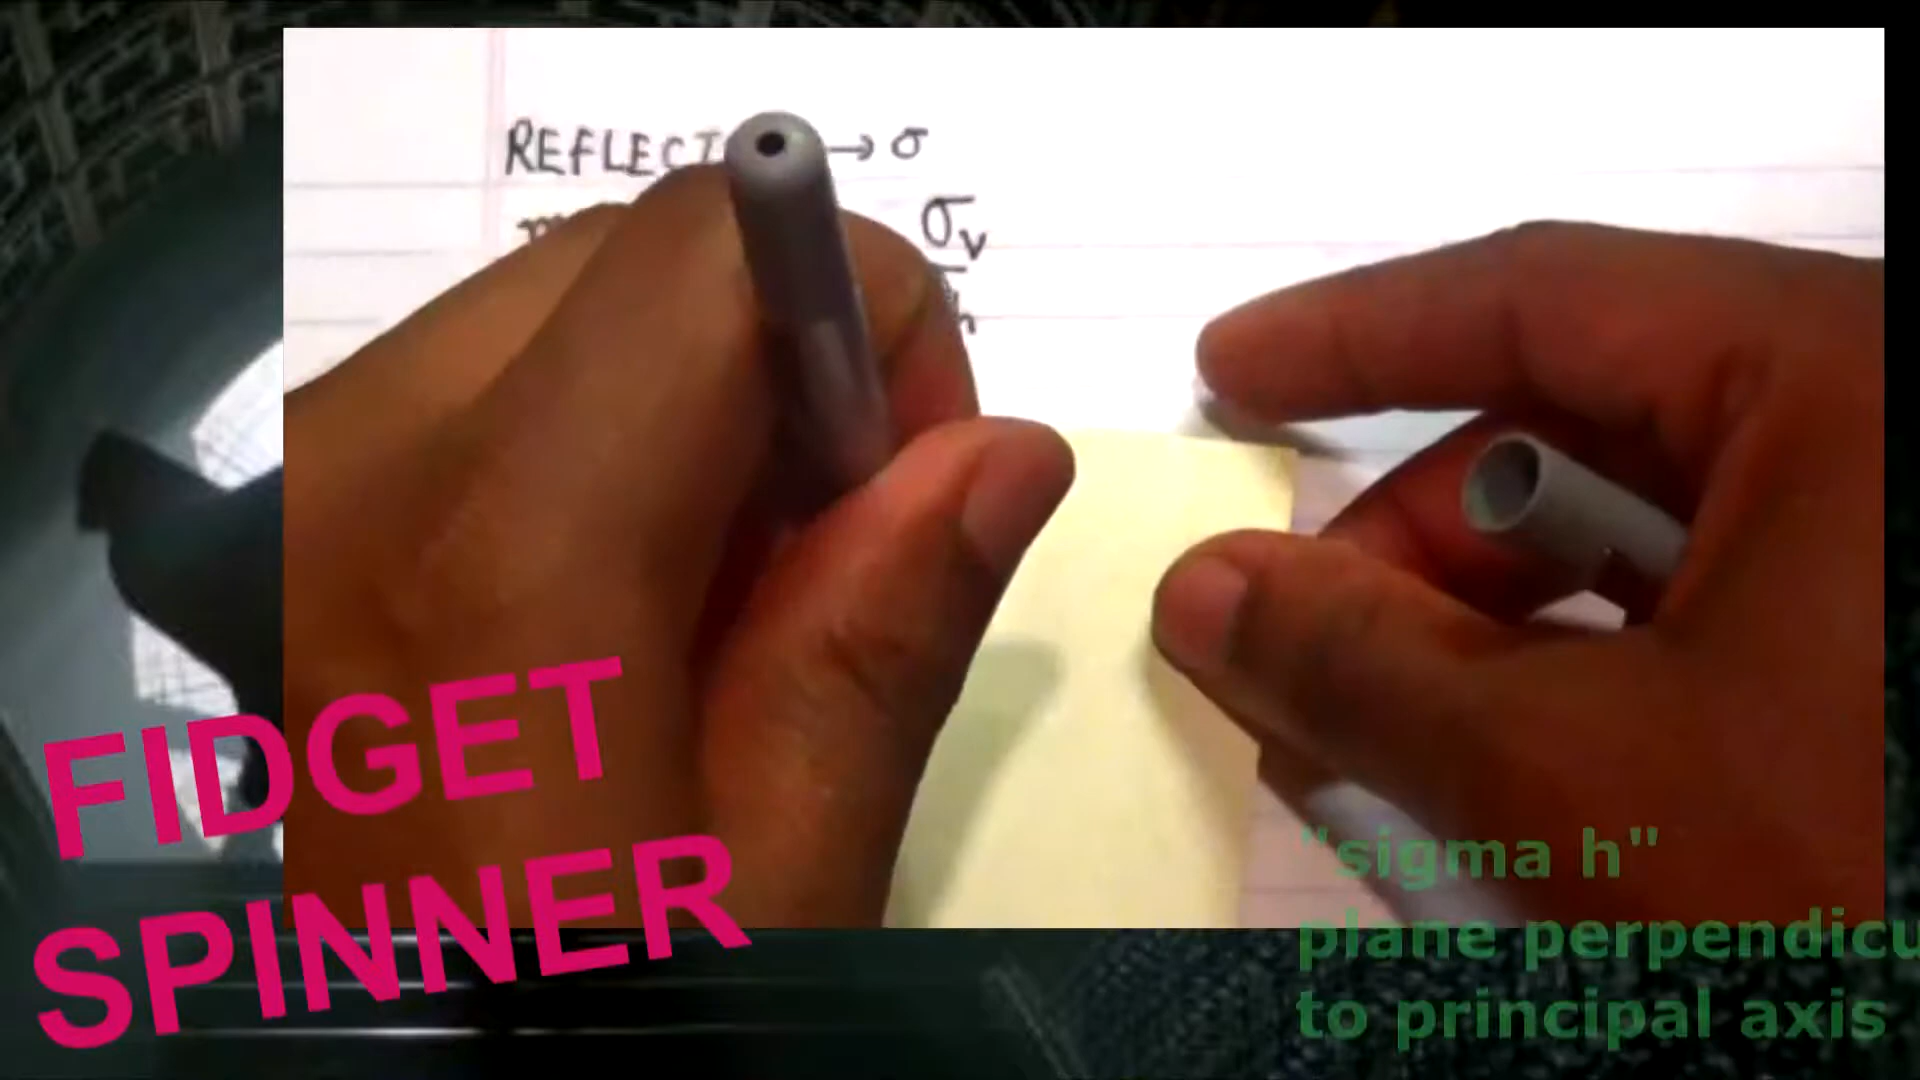 REFLECT → σ
σv
h
FIDGET
SPINNER
"sigma h"
plane perpendicu
to principal axis